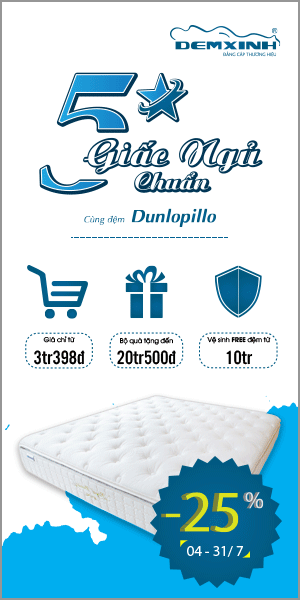 DEMXINH®
ĐẲNG CẤP THƯƠNG HIỆU
5
Giấc Ngủ
Chuẩn
Cùng đệm Dunlopillo
Giá chỉ từ
3tr398đ
Bộ quà tặng đến
20tr500đ
Vệ sinh FREE đệm từ
10tr
-25%
04 - 31/7